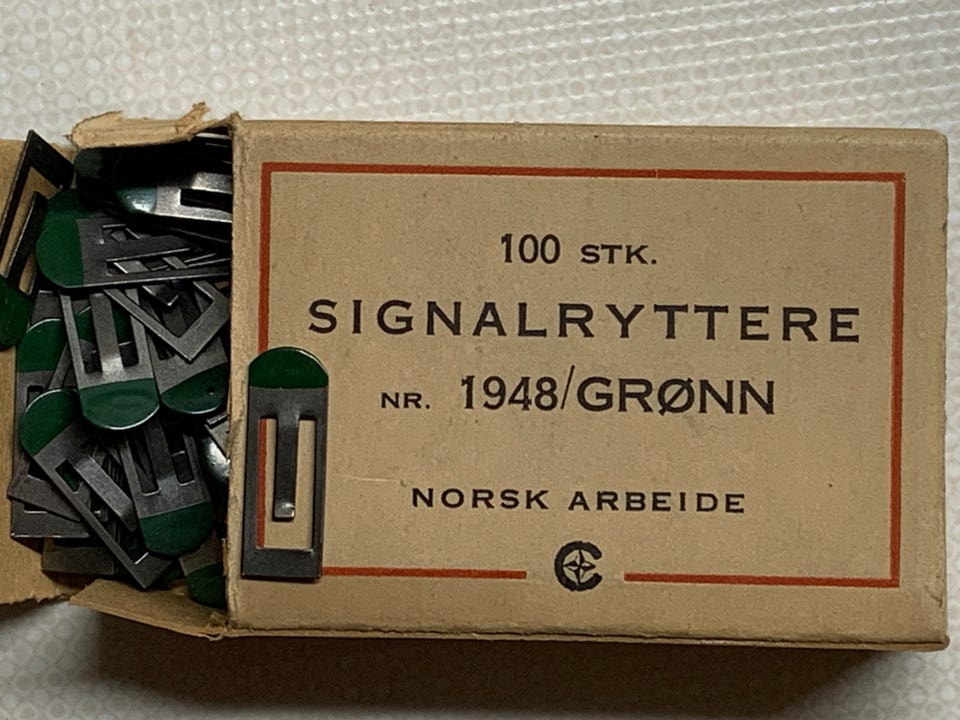 100 STK.
SIGNALRYTTERE
NR. 1948/GRØNN
NORSK ARBEIDE
C